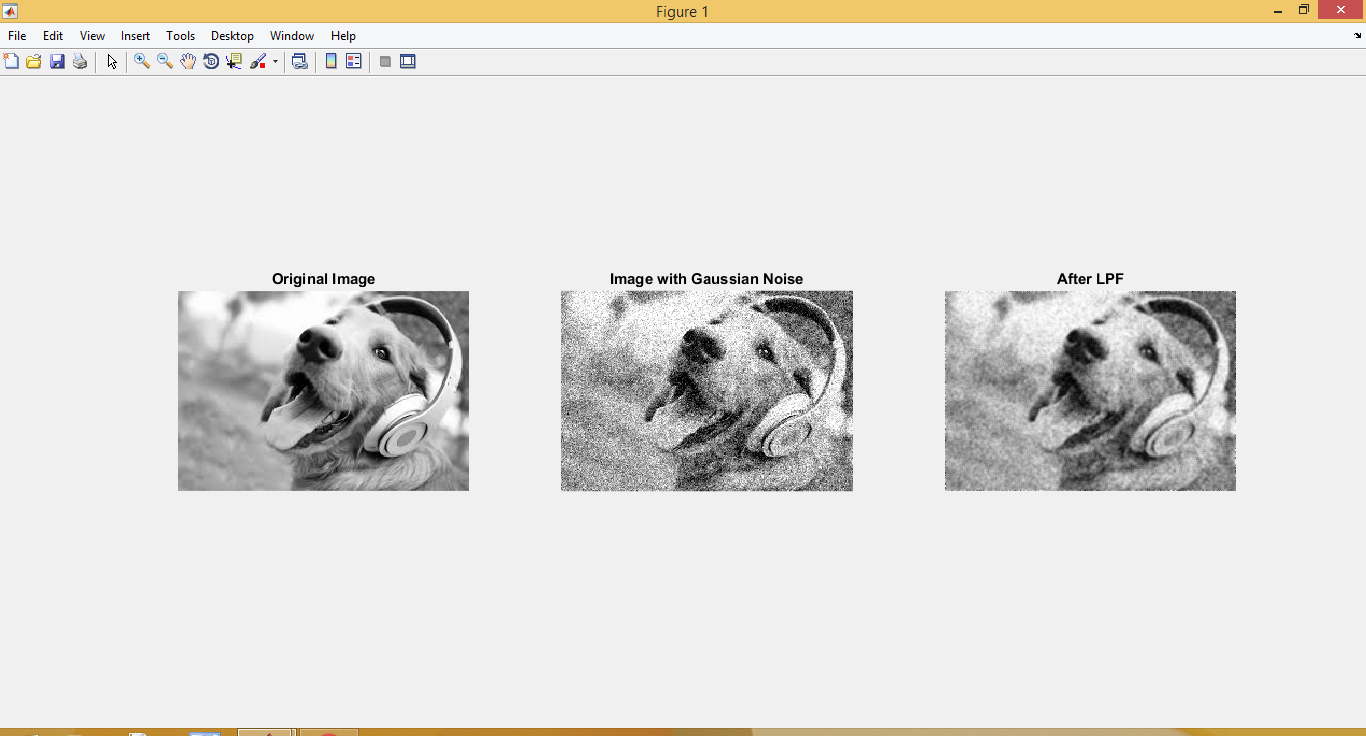 Figure 1
File Edit View Insert Tools Desktop Window Help
Original Image Image with Gaussian Noise After LPF